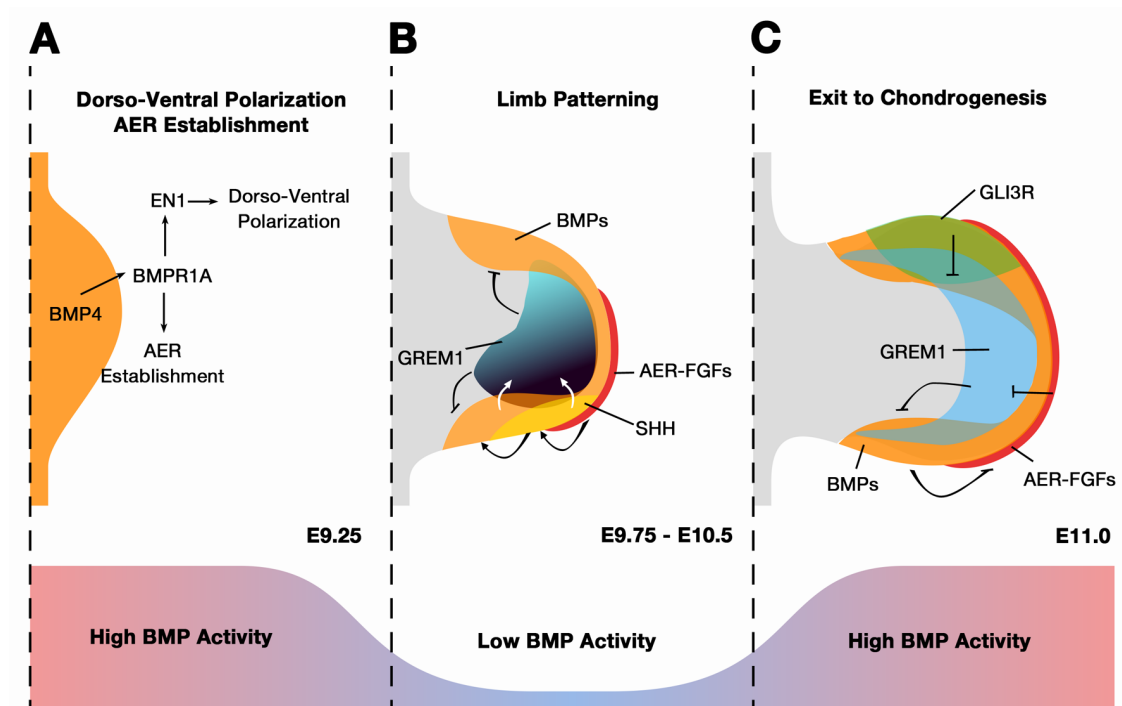 A
B
C
Dorso-Ventral Polarization
AER Establishment
Limb Patterning
Exit to Chondrogenesis
EN1
Dorso-Ventral
Polarization
BMPR1A
BMP4
AER
Establishment
BMPs
GREM1
AER-FGFs
SHH
GLI3R
GREM1
BMPs
AER-FGFs
E9.25
E9.75 - E10.5
E11.0
High BMP Activity
Low BMP Activity
High BMP Activity